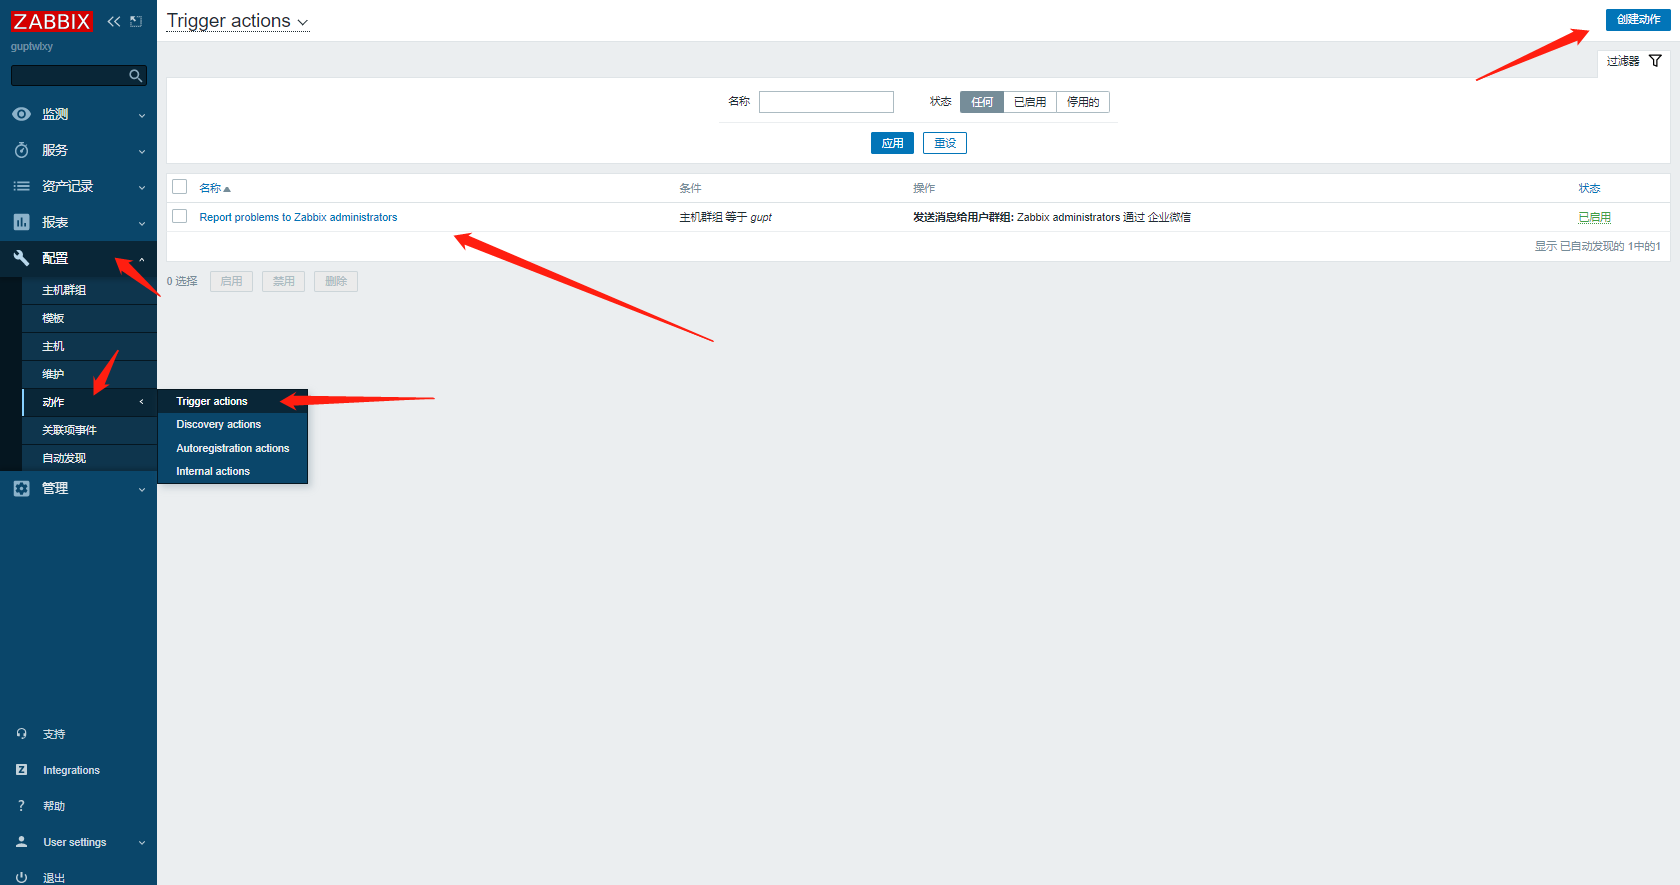 ZABBIX
guptwlxy
监测
服务
资产记录
报表
配置
主机群组
模板
主机
维护
动作
关联项事件
自动发现
管理
支持
Integrations
帮助
User settings
退出
Trigger actions
Discovery actions
Autoregistration actions
Internal actions
Trigger actions
创建动作
过滤器
名称 状态 任何 已启用 停用的
应用 重设
名称 条件 操作 状态
Report problems to Zabbix administrators 主机群组 等于 gupt 发送消息给用户群组: Zabbix administrators 通过 企业微信 已启用
显示 已自动发现的 1中的1
0 选择 启用 禁用 删除